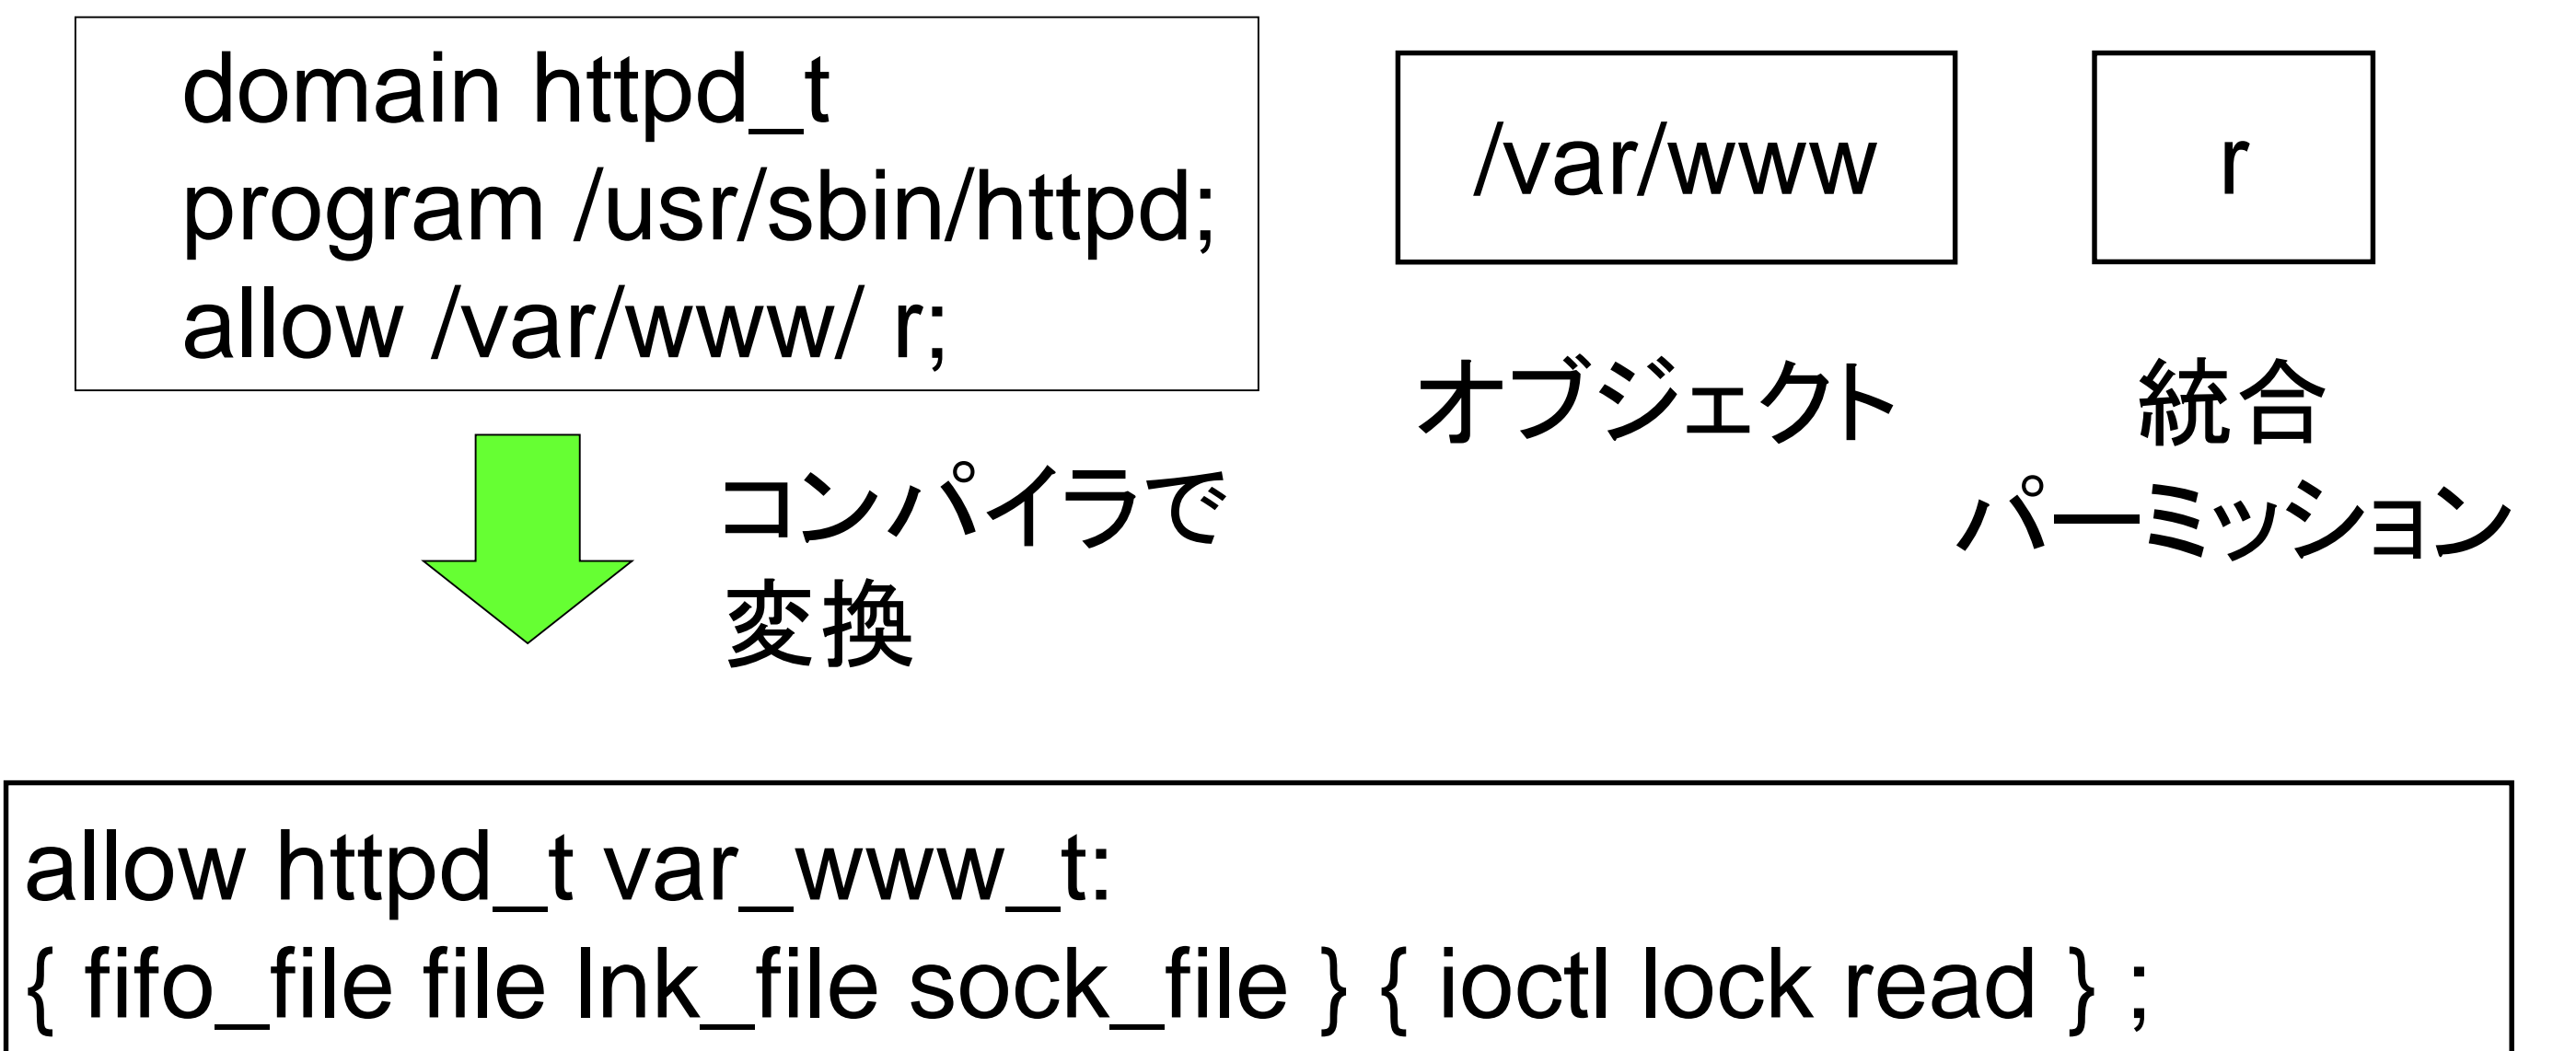 domain httpd_t
program /usr/sbin/httpd;
allow /var/www/ r;
/var/www
r
オブジェクト
統合
パーミッション
コンパイラで
変換
allow httpd_t var_www_t:
{ fifo_file file lnk_file sock_file } { ioctl lock read } ;